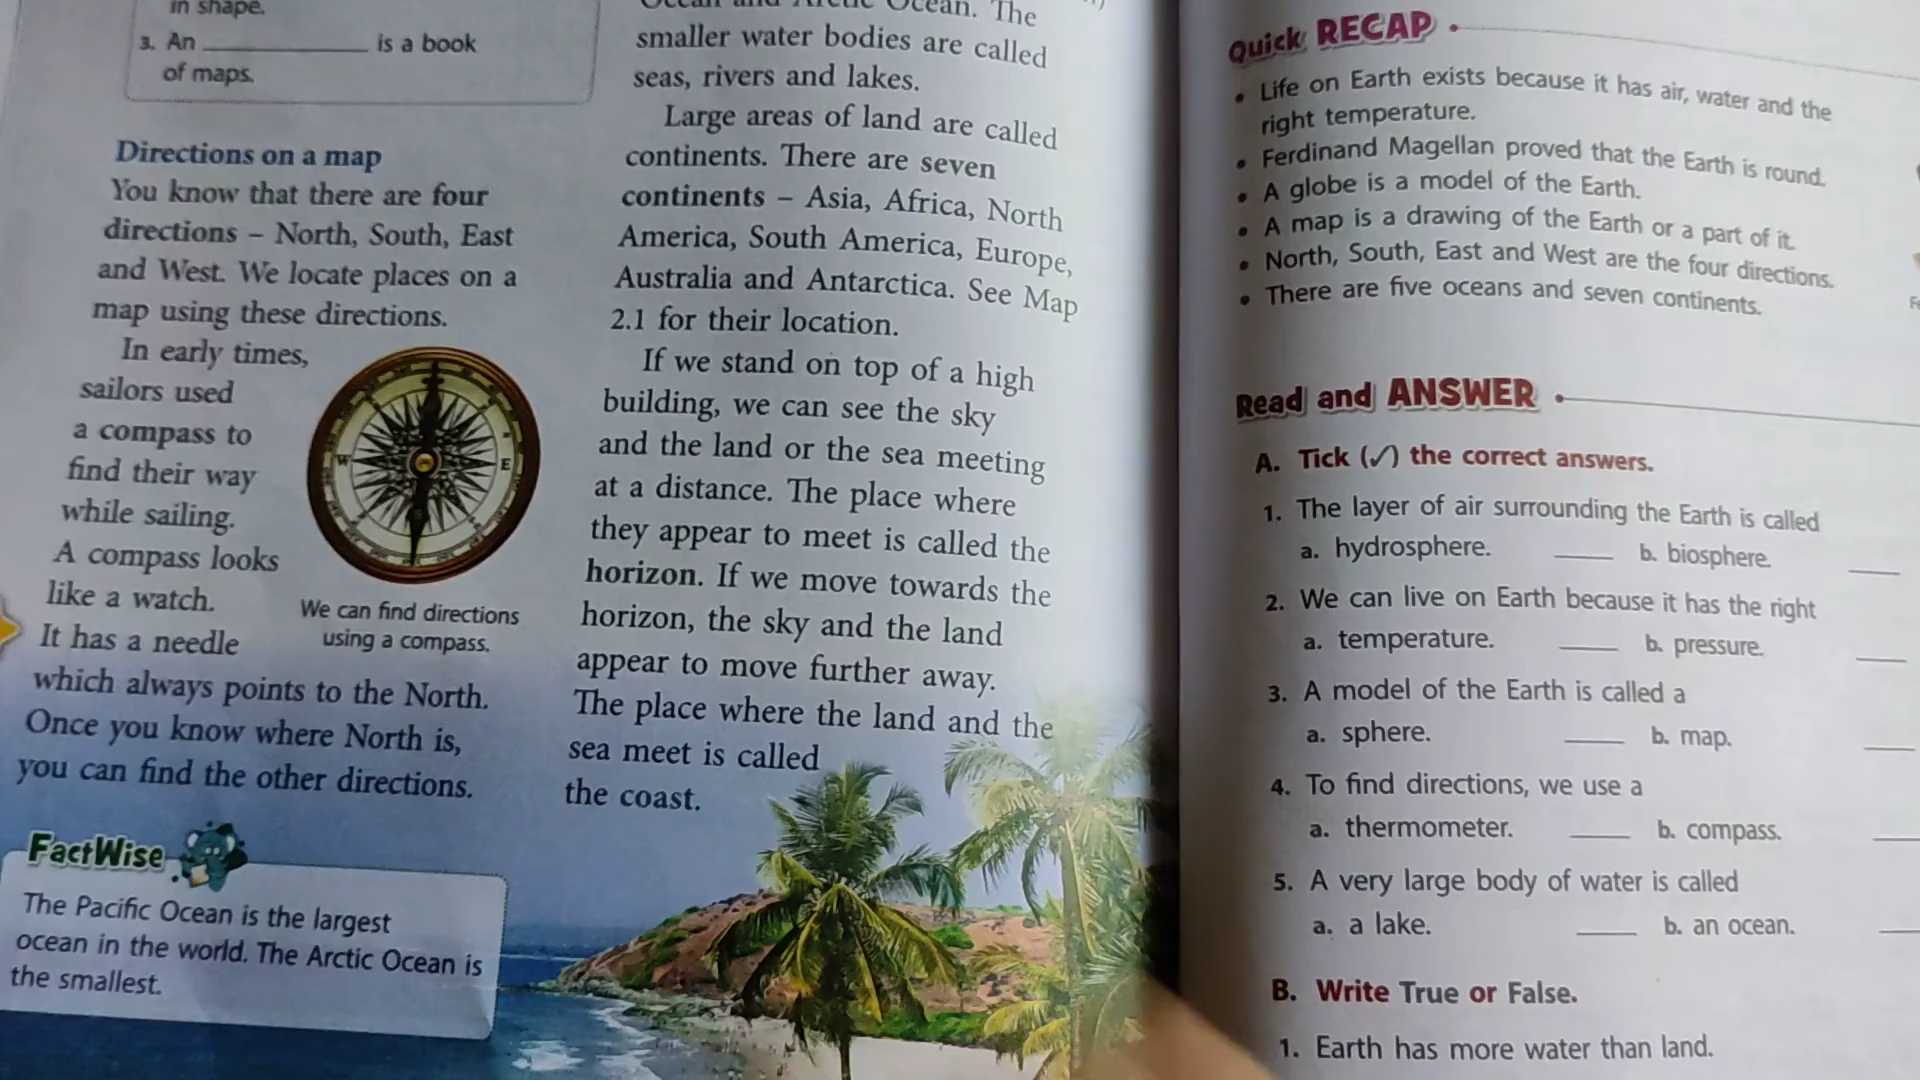 in shape.
3. An ____________ is a book
of maps.
Directions on a map
You know that there are four
directions – North, South, East
and West. We locate places on a
map using these directions.
In early times,
sailors used
a compass to
find their way
while sailing.
A compass looks
like a watch.
It has a needle
which always points to the North.
Once you know where North is,
you can find the other directions.
W
E
We can find directions
using a compass.
FactWise
The Pacific Ocean is the largest
ocean in the world. The Arctic Ocean is
the smallest.
Ocean and Arctic Ocean. The
smaller water bodies are called
seas, rivers and lakes.
Large areas of land are called
continents. There are seven
continents – Asia, Africa, North
America, South America, Europe,
Australia and Antarctica. See Map
2.1 for their location.
If we stand on top of a high
building, we can see the sky
and the land or the sea meeting
at a distance. The place where
they appear to meet is called the
horizon. If we move towards the
horizon, the sky and the land
appear to move further away.
The place where the land and the
sea meet is called
the coast.
Quick RECAP
• Life on Earth exists because it has air, water and the
right temperature.
• Ferdinand Magellan proved that the Earth is round.
• A globe is a model of the Earth.
• A map is a drawing of the Earth or a part of it.
• North, South, East and West are the four directions.
• There are five oceans and seven continents.
Read and ANSWER
A. Tick (✓) the correct answers.
1. The layer of air surrounding the Earth is called
a. hydrosphere. ____ b. biosphere. ____
2. We can live on Earth because it has the right
a. temperature. ____ b. pressure. ____
3. A model of the Earth is called a
a. sphere. ____ b. map. ____
4. To find directions, we use a
a. thermometer. ____ b. compass. ____
5. A very large body of water is called
a. a lake. ____ b. an ocean. ____
B. Write True or False.
1. Earth has more water than land.